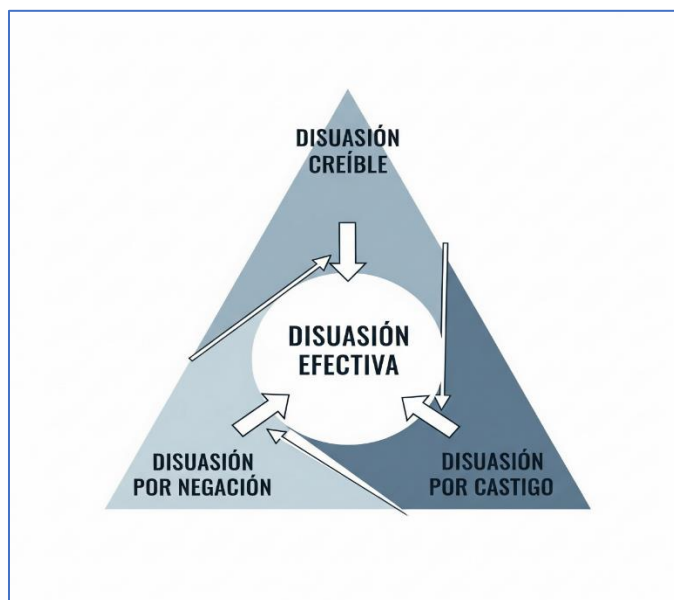 DISUASIÓN
CREÍBLE
DISUASIÓN
EFECTIVA
DISUASIÓN
POR NEGACIÓN
DISUASIÓN
POR CASTIGO